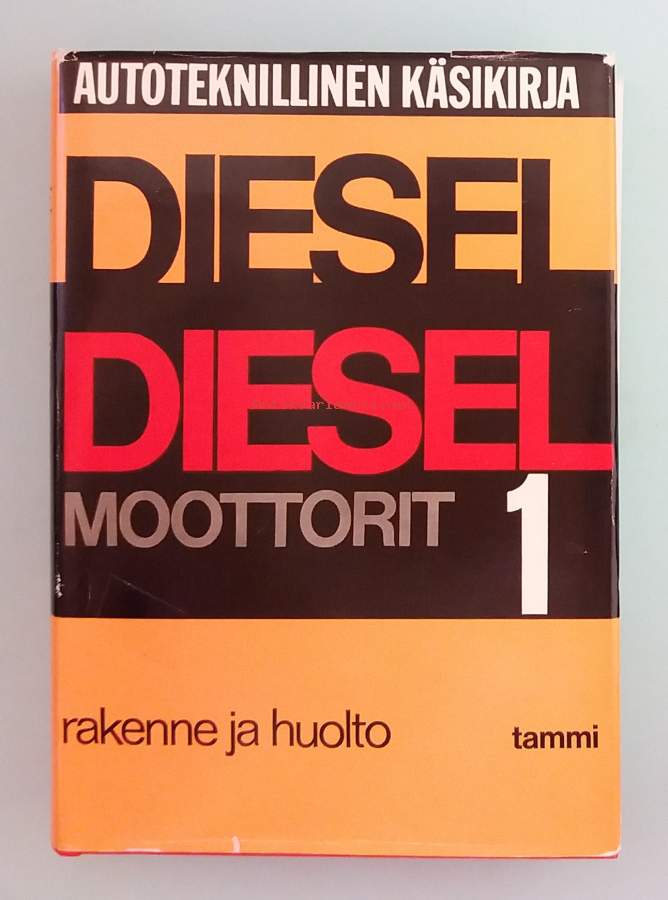 AUTOTEKNILLINEN KÄSIKIRJA
DIESEL
DIESEL
MOOTTORIT 1
rakenne ja huolto
tammi